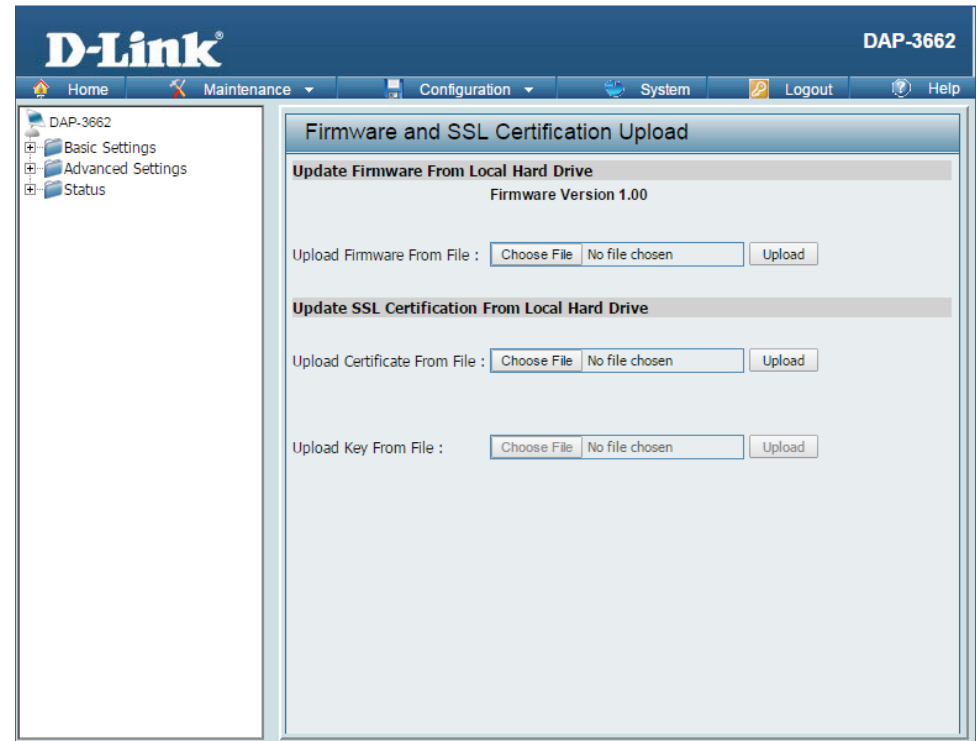 D-Link®
DAP-3662
Home Maintenance Configuration System Logout Help
DAP-3662
Basic Settings
Advanced Settings
Status
Firmware and SSL Certification Upload
Update Firmware From Local Hard Drive
Firmware Version 1.00
Upload Firmware From File : Choose File No file chosen Upload
Update SSL Certification From Local Hard Drive
Upload Certificate From File : Choose File No file chosen Upload
Upload Key From File : Choose File No file chosen Upload